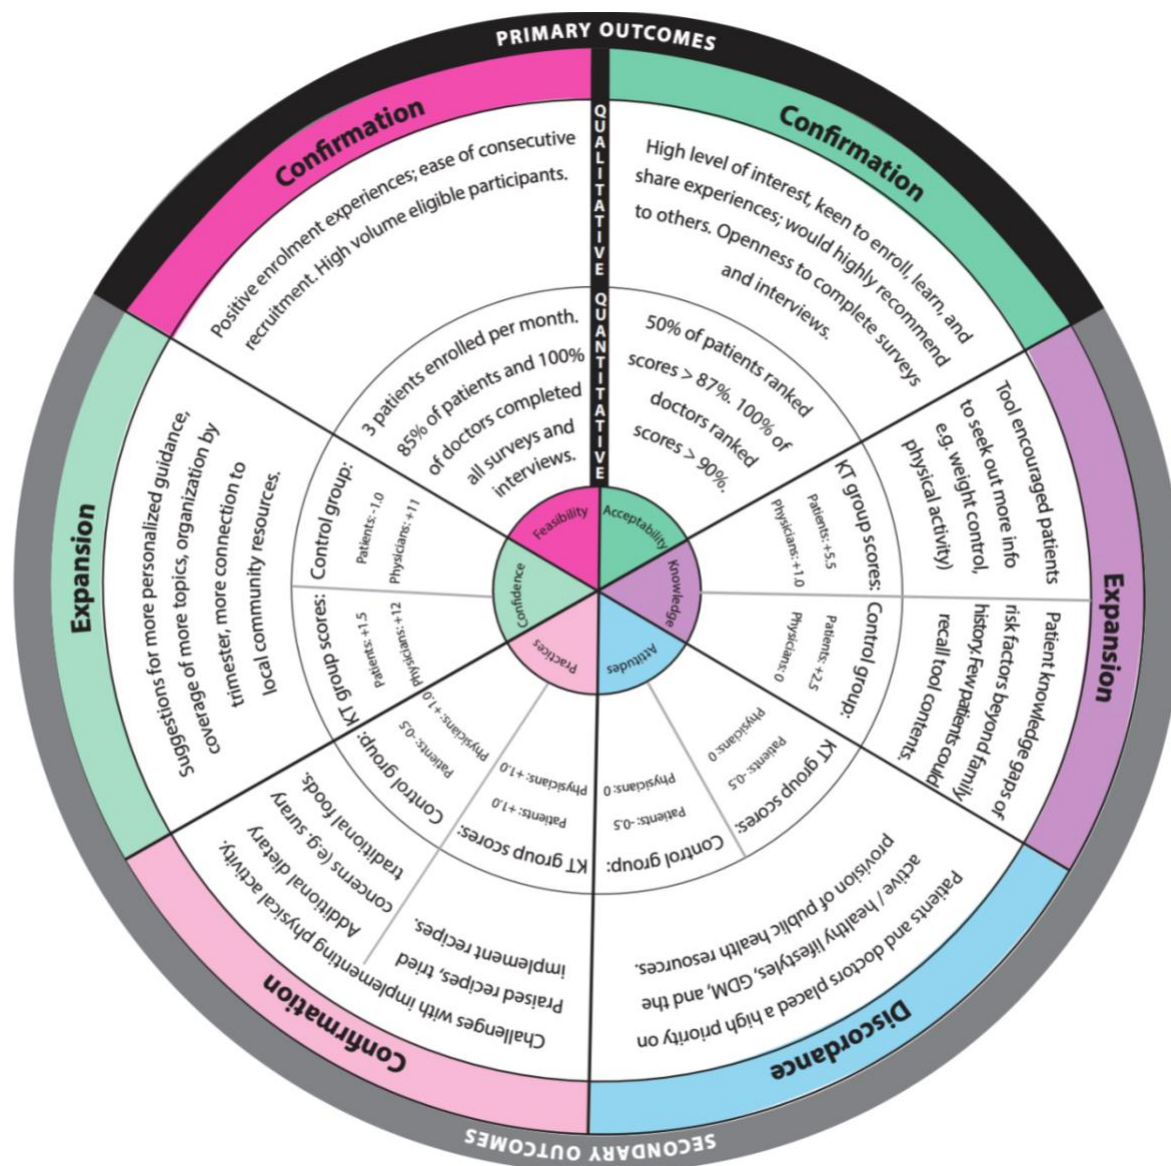 PRIMARY OUTCOMES
QUALITATIVE
QUANTITATIVE
Confirmation
Positive enrolment experiences; ease of consecutive
recruitment. High volume eligible participants.
3 patients enrolled per month.
85% of patients and 100%
of doctors completed
all surveys and
interviews.
Feasibility
Confirmation
High level of interest, keen to enroll, learn, and
share experiences; would highly recommend
to others. Openness to complete surveys
and interviews.
50% of patients ranked
scores > 87%. 100% of
doctors ranked
scores > 90%.
Acceptability
Expansion
Tool encouraged patients
to seek out more info
e.g. weight control,
physical activity)
KT group scores:
Patients: +5.5
Physicians: +1.0
Patient knowledge gaps of
risk factors beyond family
history. Few patients could
recall tool contents.
Control group:
Patiens: +2.5
Physicians: 0
Knowledge
Discordance
Patients and doctors placed a high priority on
active / healthy lifestyles, GDM, and the
provision of public health resources.
KT group scores:
Patients: -0.5
Physicians: 0
Control group:
Patients: -0.5
Physicians: 0
Attitudes
Confirmation
Praised recipes, tried
implement recipes.
KT group scores:
Patients: +1.0
Physicians: +1.0
Challenges with implementing physical activity.
Additional dietary
concerns (e.g. surary
traditional foods.
Control group:
Patients: -0.5
Physicians: +1.0
Practices
Expansion
Suggestions for more personalized guidance,
coverage of more topics, organization by
trimester, more connection to
local community resources.
Control group:
Patients: -1.0
Physicians: +11
KT group scores:
Patients: +1.5
Physicians: +12
Confidence
SECONDARY OUTCOMES